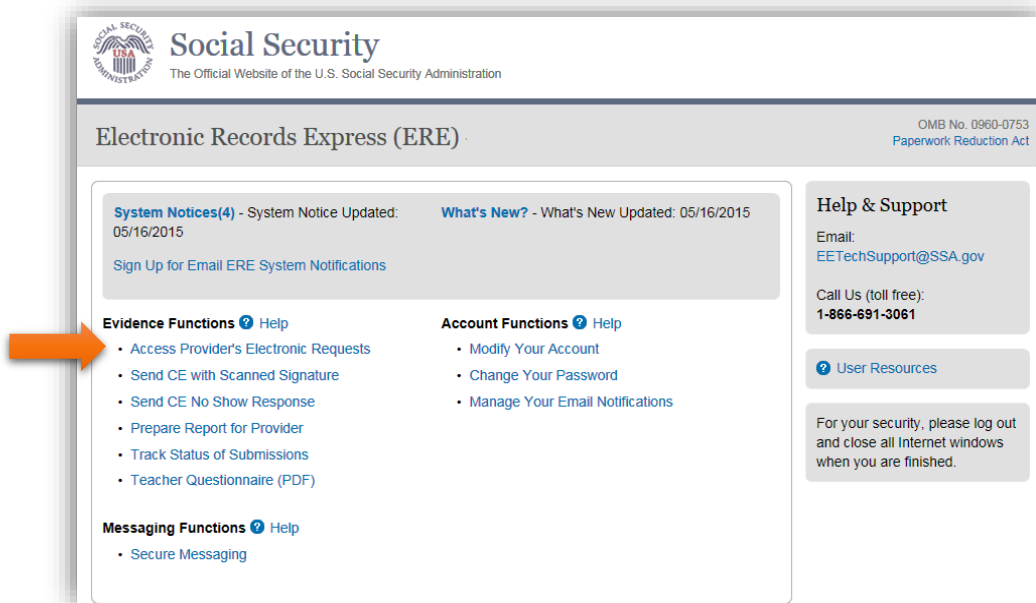 SOCIAL SECURITY ADMINISTRATION
USA
Social Security
The Official Website of the U.S. Social Security Administration
Electronic Records Express (ERE)
OMB No. 0960-0753
Paperwork Reduction Act
System Notices(4) - System Notice Updated:
05/16/2015
Sign Up for Email ERE System Notifications
What's New? - What's New Updated: 05/16/2015
Evidence Functions ? Help
• Access Provider's Electronic Requests
• Send CE with Scanned Signature
• Send CE No Show Response
• Prepare Report for Provider
• Track Status of Submissions
• Teacher Questionnaire (PDF)
Account Functions ? Help
• Modify Your Account
• Change Your Password
• Manage Your Email Notifications
Messaging Functions ? Help
• Secure Messaging
Help & Support
Email:
EETechSupport@SSA.gov
Call Us (toll free):
1-866-691-3061
? User Resources
For your security, please log out
and close all Internet windows
when you are finished.